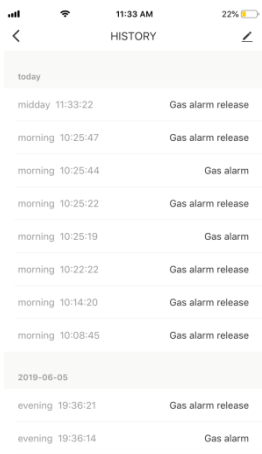 11:33 AM 22%
HISTORY
today
midday 11:33:22 Gas alarm release
morning 10:25:47 Gas alarm release
morning 10:25:44 Gas alarm
morning 10:25:22 Gas alarm release
morning 10:25:19 Gas alarm
morning 10:22:22 Gas alarm release
morning 10:14:20 Gas alarm release
morning 10:08:45 Gas alarm release
2019-06-05
evening 19:36:21 Gas alarm release
evening 19:36:14 Gas alarm